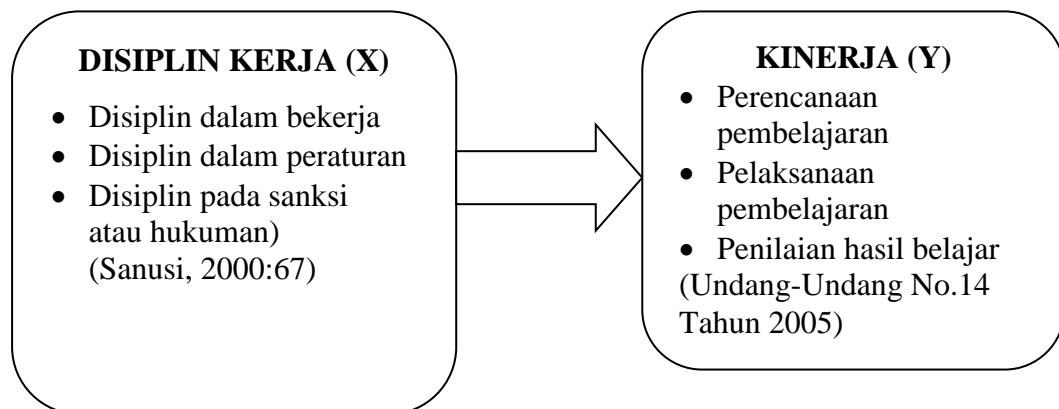 DISIPLIN KERJA (X)
• Disiplin dalam bekerja
• Disiplin dalam peraturan
• Disiplin pada sanksi
atau hukuman)
(Sanusi, 2000:67)
KINERJA (Y)
• Perencanaan
pembelajaran
• Pelaksanaan
pembelajaran
• Penilaian hasil belajar
(Undang-Undang No.14
Tahun 2005)